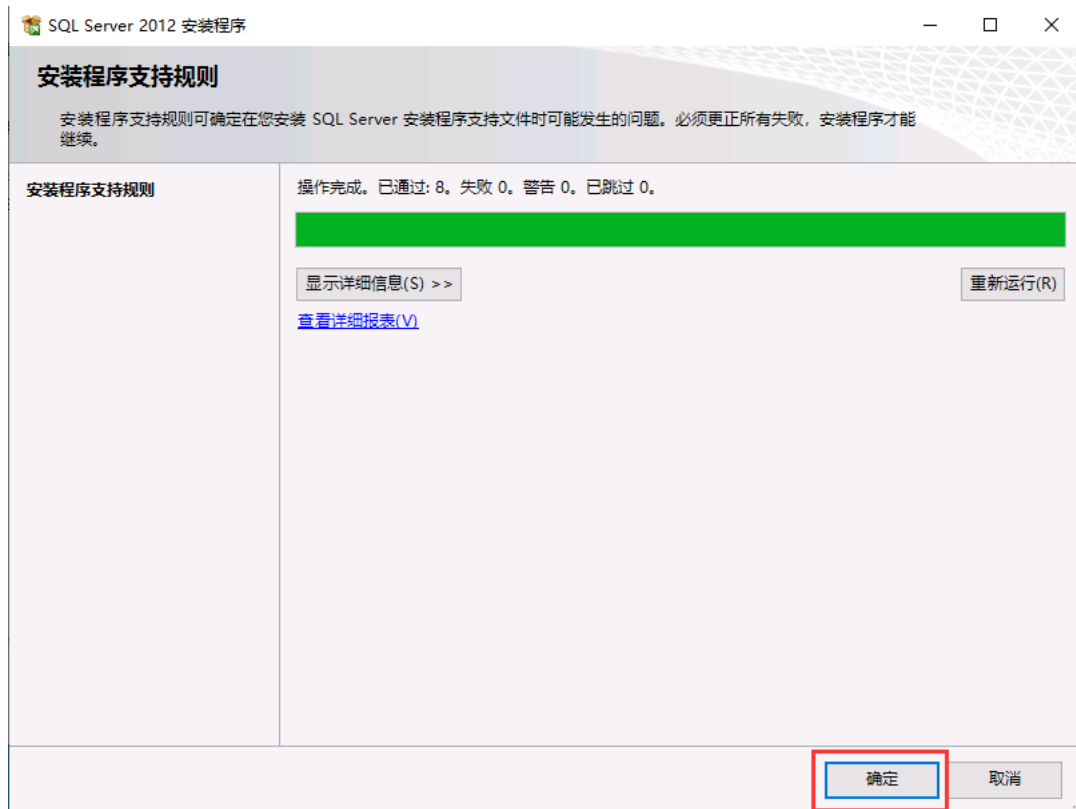 SQL Server 2012 安装程序
安装程序支持规则
安装程序支持规则可确定在您安装 SQL Server 安装程序支持文件时可能发生的问题。必须更正所有失败，安装程序才能
继续。
安装程序支持规则
操作完成。已通过: 8。失败 0。警告 0。已跳过 0。
显示详细信息(S) >>
重新运行(R)
查看详细报表(V)
确定
取消